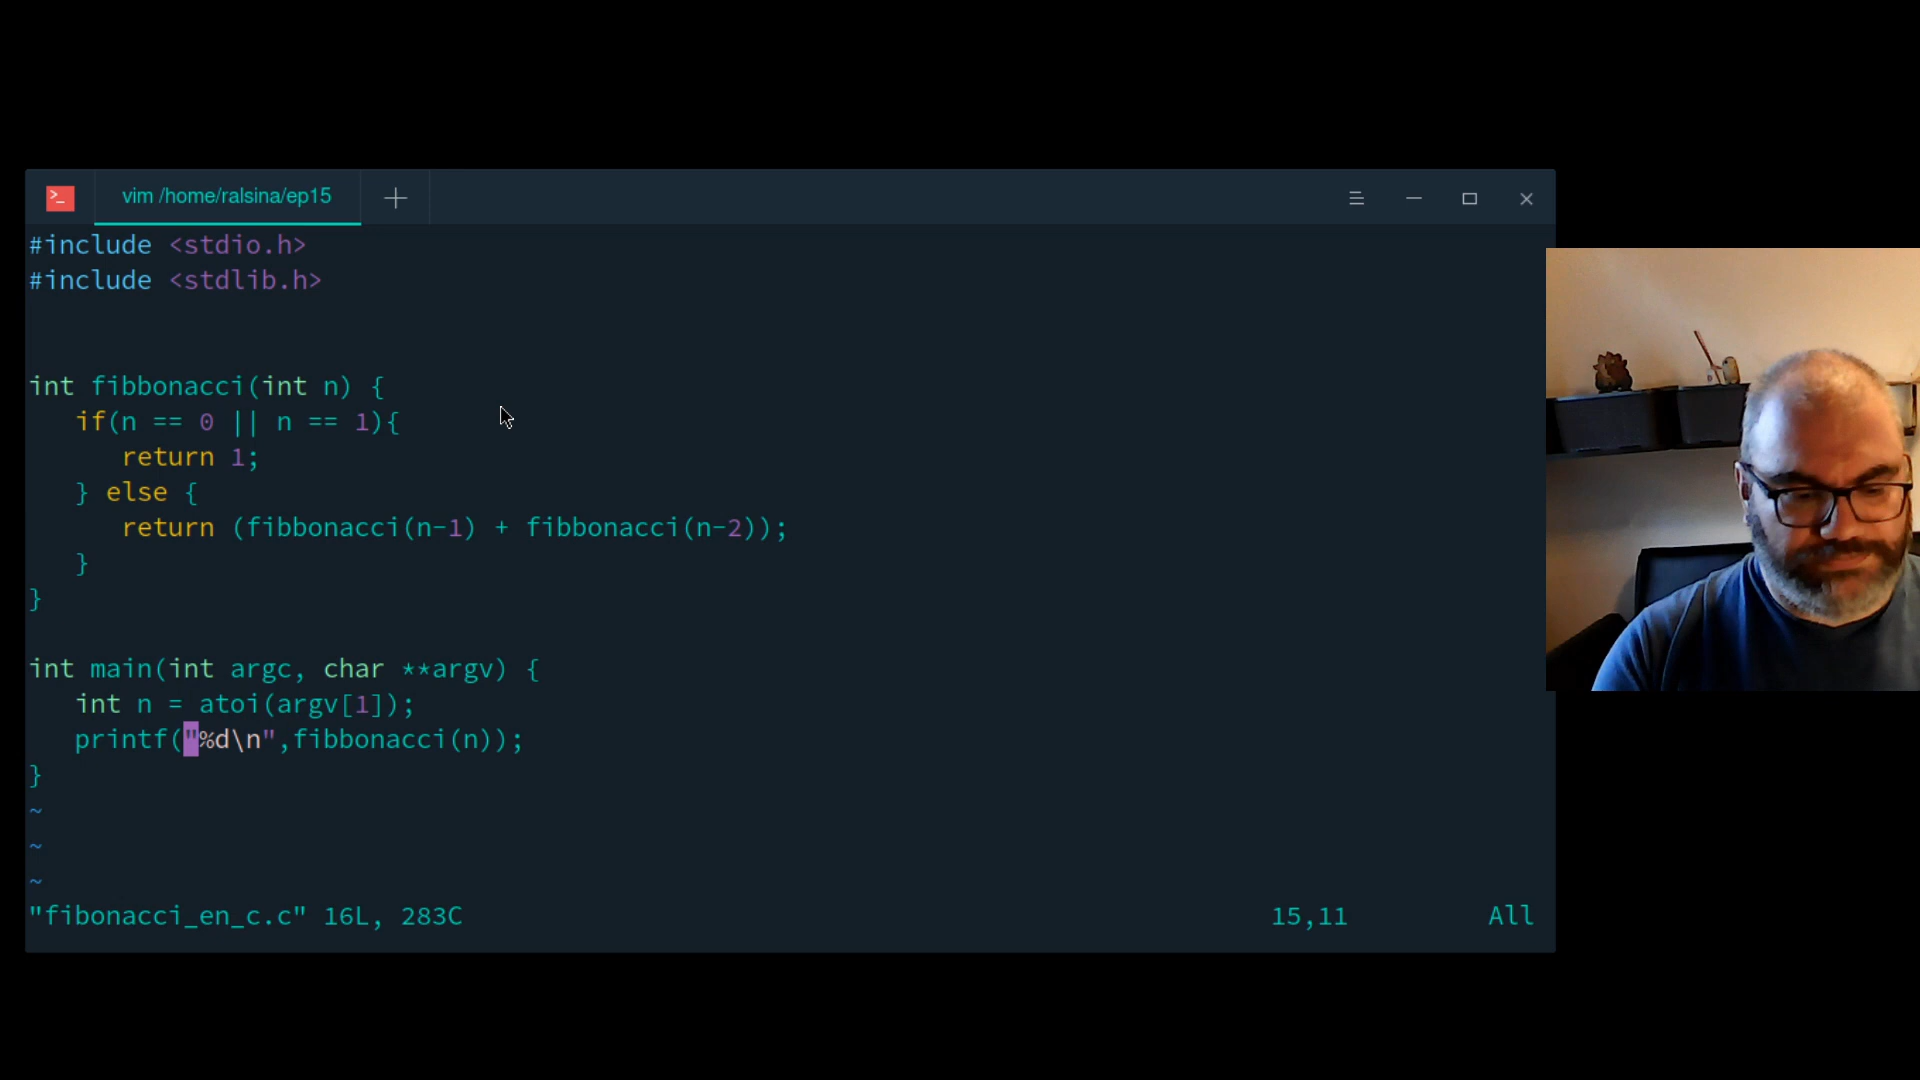 vim /home/ralsina/ep15
#include <stdio.h>
#include <stdlib.h>
int fibbonacci(int n) {
   if(n == 0 || n == 1){
      return 1;
   } else {
      return (fibbonacci(n-1) + fibbonacci(n-2));
   }
}
int main(int argc, char **argv) {
   int n = atoi(argv[1]);
   printf("%d\n",fibbonacci(n));
}
~
~
~
"fibonacci_en_c.c" 16L, 283C 15,11 All